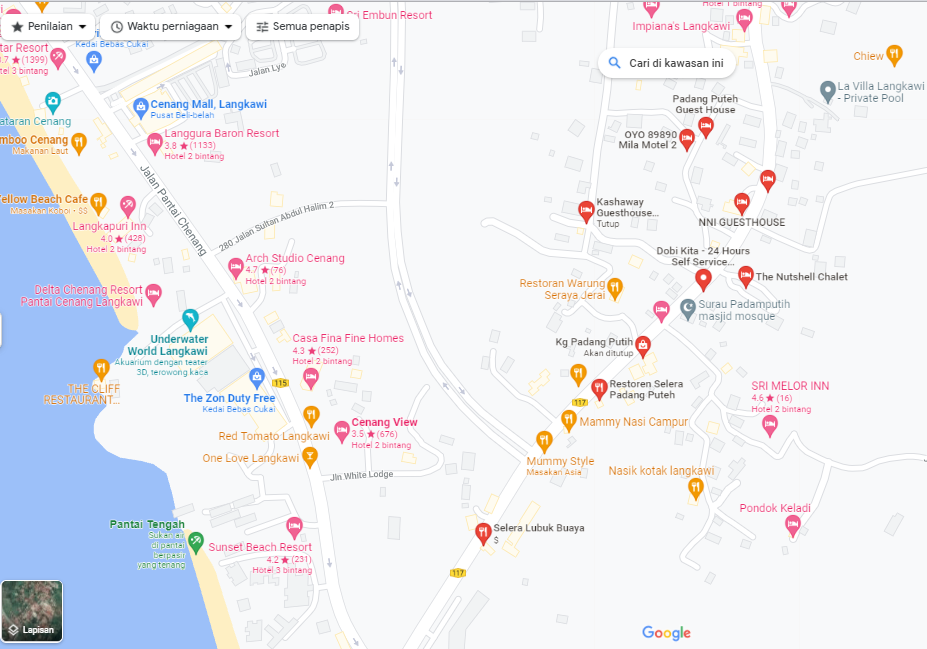 Penilaian
Waktu perniagaan
Semua penapis
Sri Embun Resort
Kedai Bebas Cukai
tar Resort
.7 ★ (1399)
tel 3 bintang
Jalan Lye
Impiana's Langkawi
Hotel 2 bintang
Cari di kawasan ini
Chiew
La Villa Langkawi
- Private Pool
ataran Cenang
Cenang Mall, Langkawi
Pusat Beli-belah
Padang Puteh
Guest House
OYO 89890
Mila Motel 2
mboo Cenang
Makanan Laut
Langgura Baron Resort
3.8 ★ (1133)
Hotel 2 bintang
Jalan Pantai Chenang
ellow Beach Cafe
Langkapuri Inn
4.0 ★ (428)
Hotel 2 bintang
280 Jalan Sultan Abdul Halim 2
Kashaway
Guesthouse...
Tutup
NNI GUESTHOUSE
Arch Studio Cenang
4.7 ★ (76)
Hotel 2 bintang
Dobi Kita - 24 Hours
Self Service...
The Nutshell Chalet
Delta Chenang Resort
Pantai Cenang Langkawi
Restoran Warung
Seraya Jerai
Surau Padamputih
masjid mosque
Underwater
World Langkawi
Akuarium dengan teater
3D, terowong kaca
Casa Fina Fine Homes
4.3 ★ (252)
Hotel 2 bintang
Kg Padang Putih
Akan ditutup
THE CLIFF
RESTAURANT...
115
The Zon Duty Free
Kedai Bebas Cukai
Restoren Selera
Padang Puteh
117
SRI MELOR INN
4.6 ★ (16)
Hotel 2 bintang
Red Tomato Langkawi
Cenang View
3.5 ★ (676)
Hotel 2 bintang
Mammy Nasi Campur
One Love Langkawi
Jln White Lodge
Mummy Style
Masakan Asia
Nasik kotak langkawi
Pondok Keladi
Pantai Tengah
Sukan air
di pantai
berpasir
yang tenang
Sunset Beach Resort
4.2 ★ (231)
Hotel 3 bintang
Selera Lubuk Buaya
$
117
Lapisan
Google